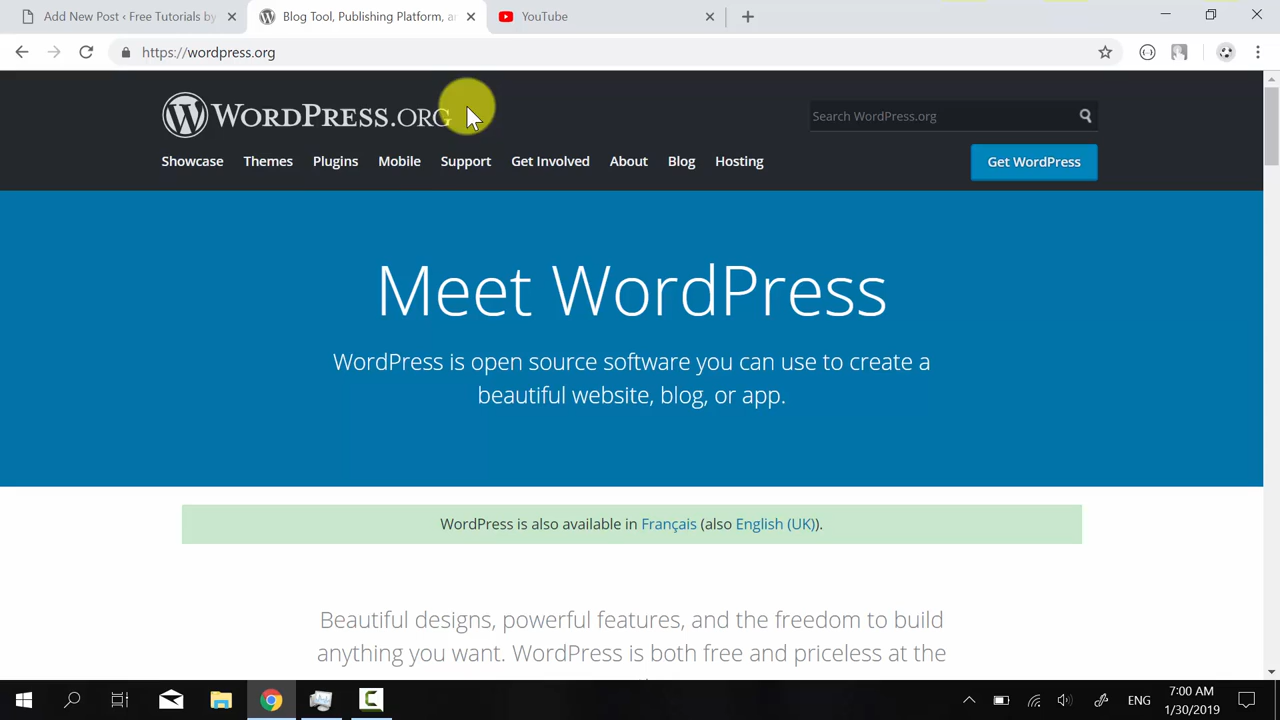 Add New Post ‹ Free Tutorials by
Blog Tool, Publishing Platform, a
YouTube
https://wordpress.org
WORDPRESS.ORG
Search WordPress.org
Showcase Themes Plugins Mobile Support Get Involved About Blog Hosting
Get WordPress
Meet WordPress
WordPress is open source software you can use to create a
beautiful website, blog, or app.
WordPress is also available in Français (also English (UK)).
Beautiful designs, powerful features, and the freedom to build
anything you want. WordPress is both free and priceless at the
ENG
7:00 AM
1/30/2019